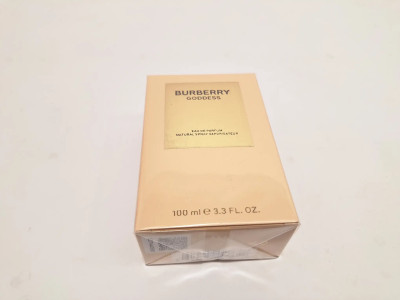 BURBERRY
GODDESS
EAU DE PARFUM
NATURAL SPRAY VAPORISATEUR
100 ml ℮ 3.3 FL. OZ.